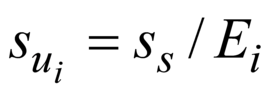 s_{u_i} = s_s / E_i